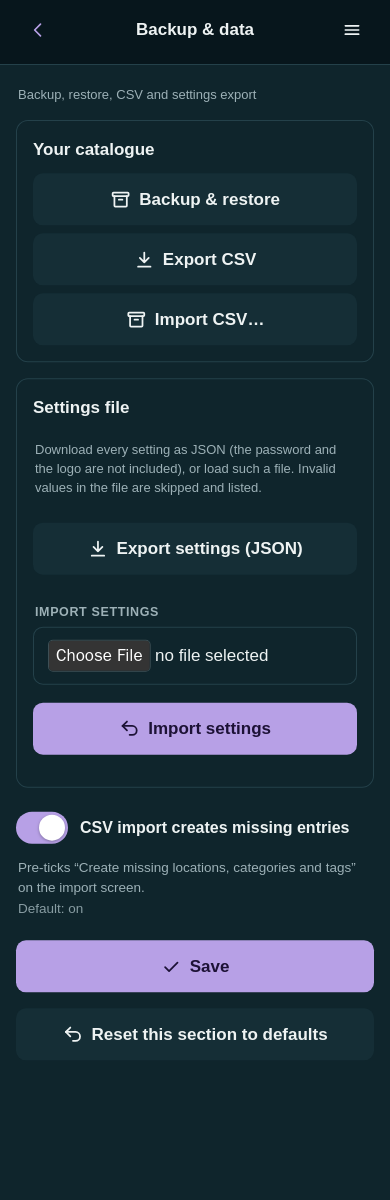 Backup & data
Backup, restore, CSV and settings export
Your catalogue
Backup & restore
Export CSV
Import CSV…
Settings file
Download every setting as JSON (the password and
the logo are not included), or load such a file. Invalid
values in the file are skipped and listed.
Export settings (JSON)
IMPORT SETTINGS
Choose File no file selected
Import settings
CSV import creates missing entries
Pre-ticks “Create missing locations, categories and tags”
on the import screen.
Default: on
Save
Reset this section to defaults